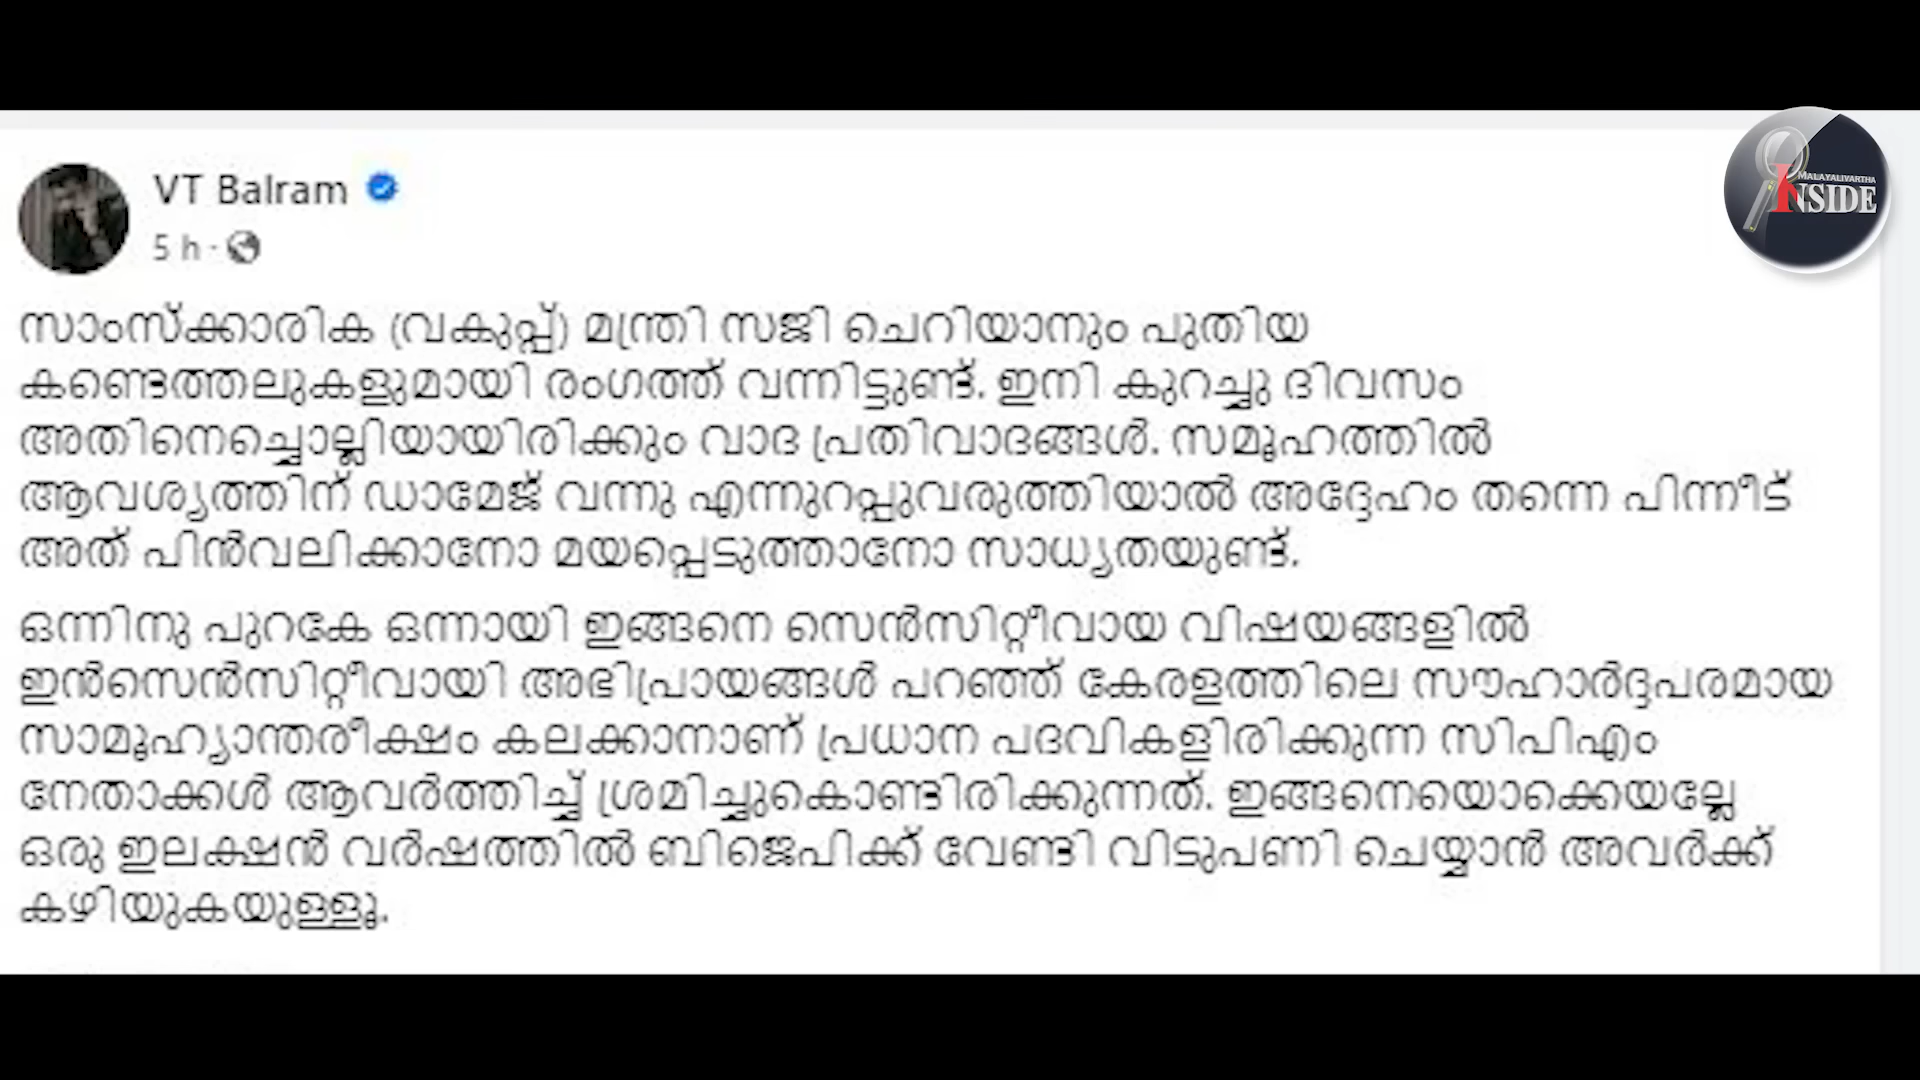 VT Balram
5 h ·
MALAYALIVARTHA
INSIDE
സാംസ്ക്കാരിക (വകുപ്പ്) മന്ത്രി സജി ചെറിയാനും പുതിയ
കണ്ടെത്തലുകളുമായി രംഗത്ത് വന്നിട്ടുണ്ട്. ഇനി കുറച്ചു ദിവസം
അതിനെച്ചൊല്ലിയായിരിക്കും വാദ പ്രതിവാദങ്ങൾ. സമൂഹത്തിൽ
ആവശ്യത്തിന് ഡാമേജ് വന്നു എന്നുറപ്പുവരുത്തിയാൽ അദ്ദേഹം തന്നെ പിന്നീട്
അത് പിൻവലിക്കാനോ മയപ്പെടുത്താനോ സാധ്യതയുണ്ട്.
ഒന്നിനു പുറകേ ഒന്നായി ഇങ്ങനെ സെൻസിറ്റീവായ വിഷയങ്ങളിൽ
ഇൻസെൻസിറ്റീവായി അഭിപ്രായങ്ങൾ പറഞ്ഞ് കേരളത്തിലെ സൗഹാർദ്ദപരമായ
സാമൂഹ്യാന്തരീക്ഷം കലക്കാനാണ് പ്രധാന പദവികളിരിക്കുന്ന സിപിഎം
നേതാക്കൾ ആവർത്തിച്ച് ശ്രമിച്ചുകൊണ്ടിരിക്കുന്നത്. ഇങ്ങനെയൊക്കെയല്ലേ
ഒരു ഇലക്ഷൻ വർഷത്തിൽ ബിജെപിക്ക് വേണ്ടി വിടുപണി ചെയ്യാൻ അവർക്ക്
കഴിയുകയുള്ളൂ.